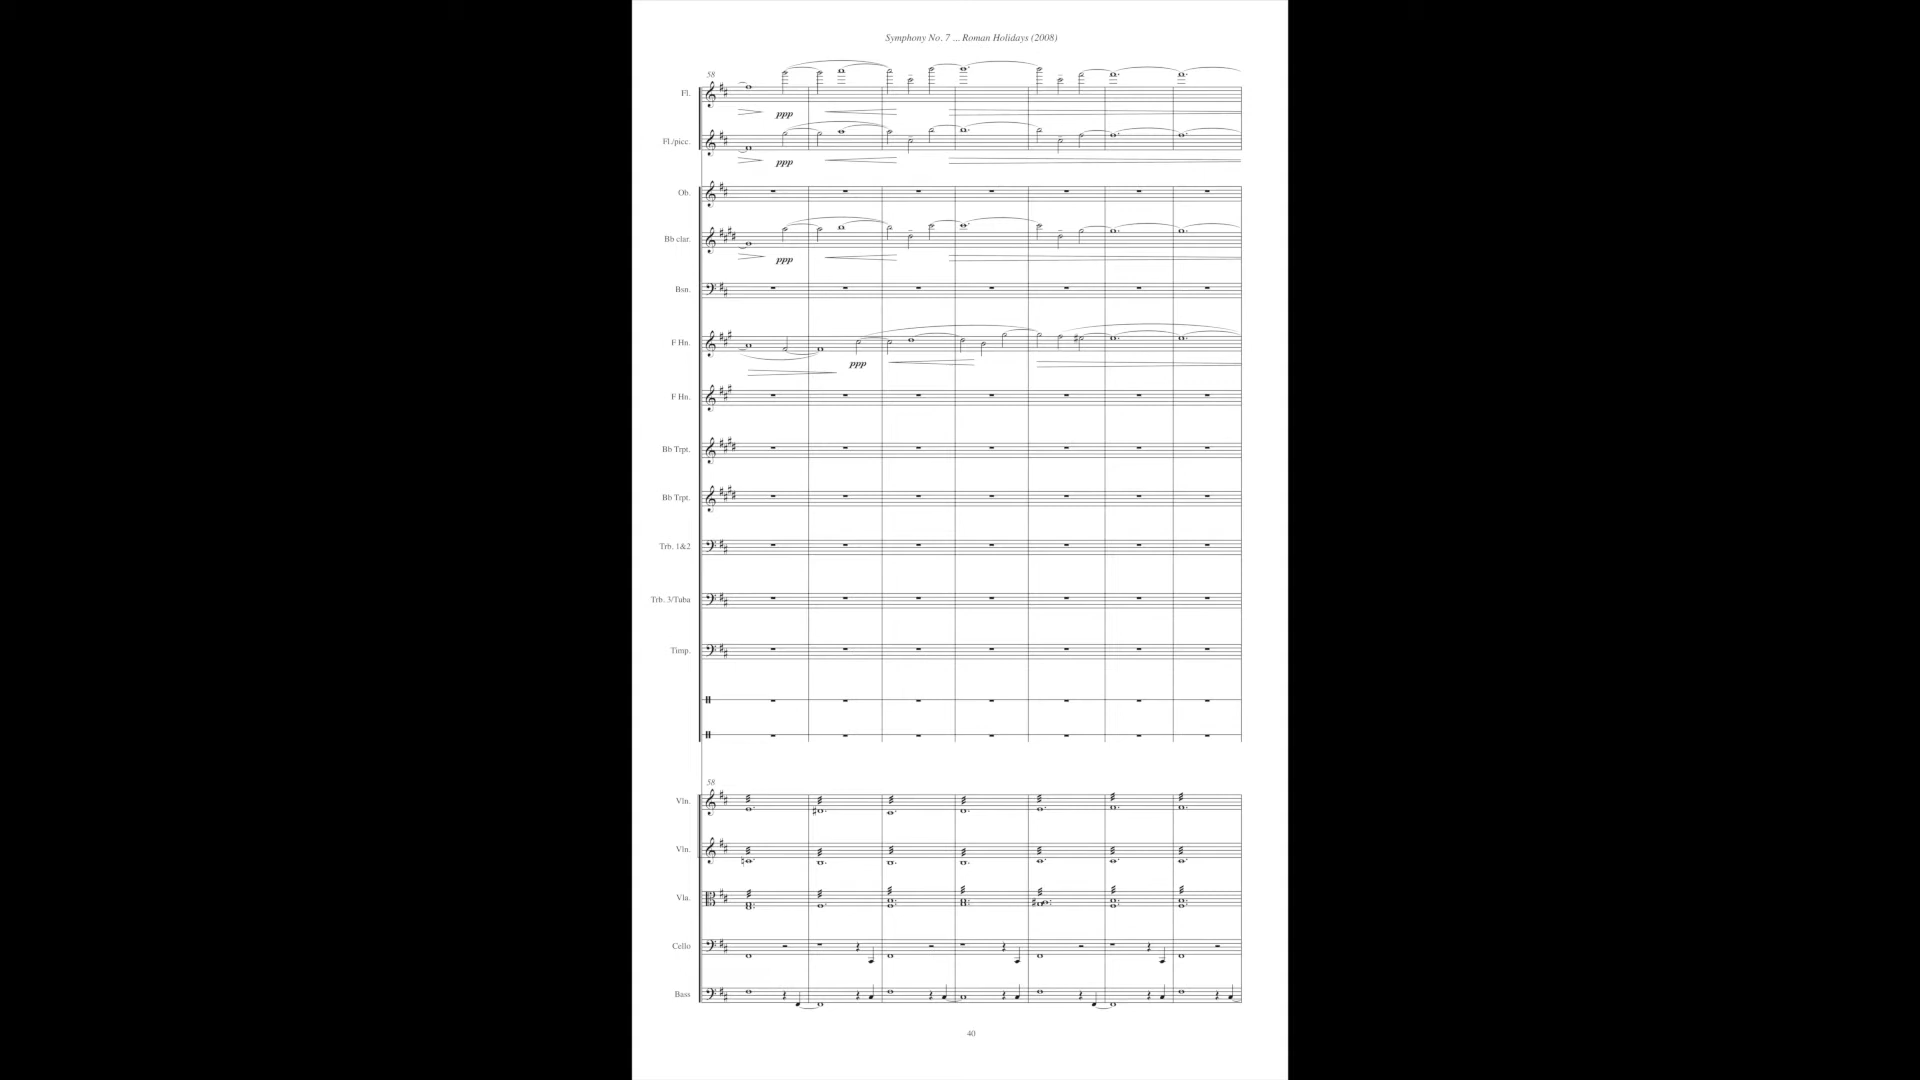 Symphony No. 7 ... Roman Holidays (2008)
58
Fl.
ppp
Fl./picc.
ppp
Ob.
Bb clar.
ppp
Bsn.
F Hn.
ppp
F Hn.
Bb Trpt.
Bb Trpt.
Trb. 1&2
Trb. 3/Tuba
Timp.
58
Vln.
Vln.
Vla.
Cello
Bass
40